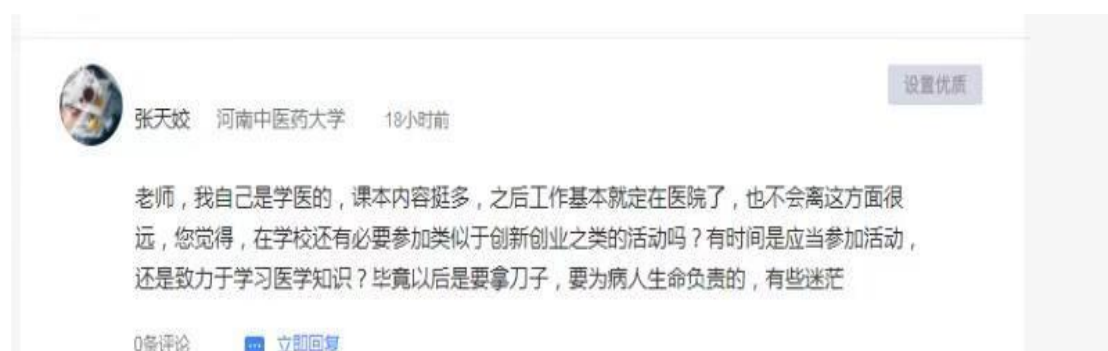 设置优质
张天姣 河南中医药大学 18小时前
老师，我自己是学医的，课本内容挺多，之后工作基本就定在医院了，也不会离这方面很
远，您觉得，在学校还有必要参加类似于创新创业之类的活动吗？有时间是应当参加活动，
还是致力于学习医学知识？毕竟以后是要拿刀子，要为病人生命负责的，有些迷茫
0条评论 立即回复